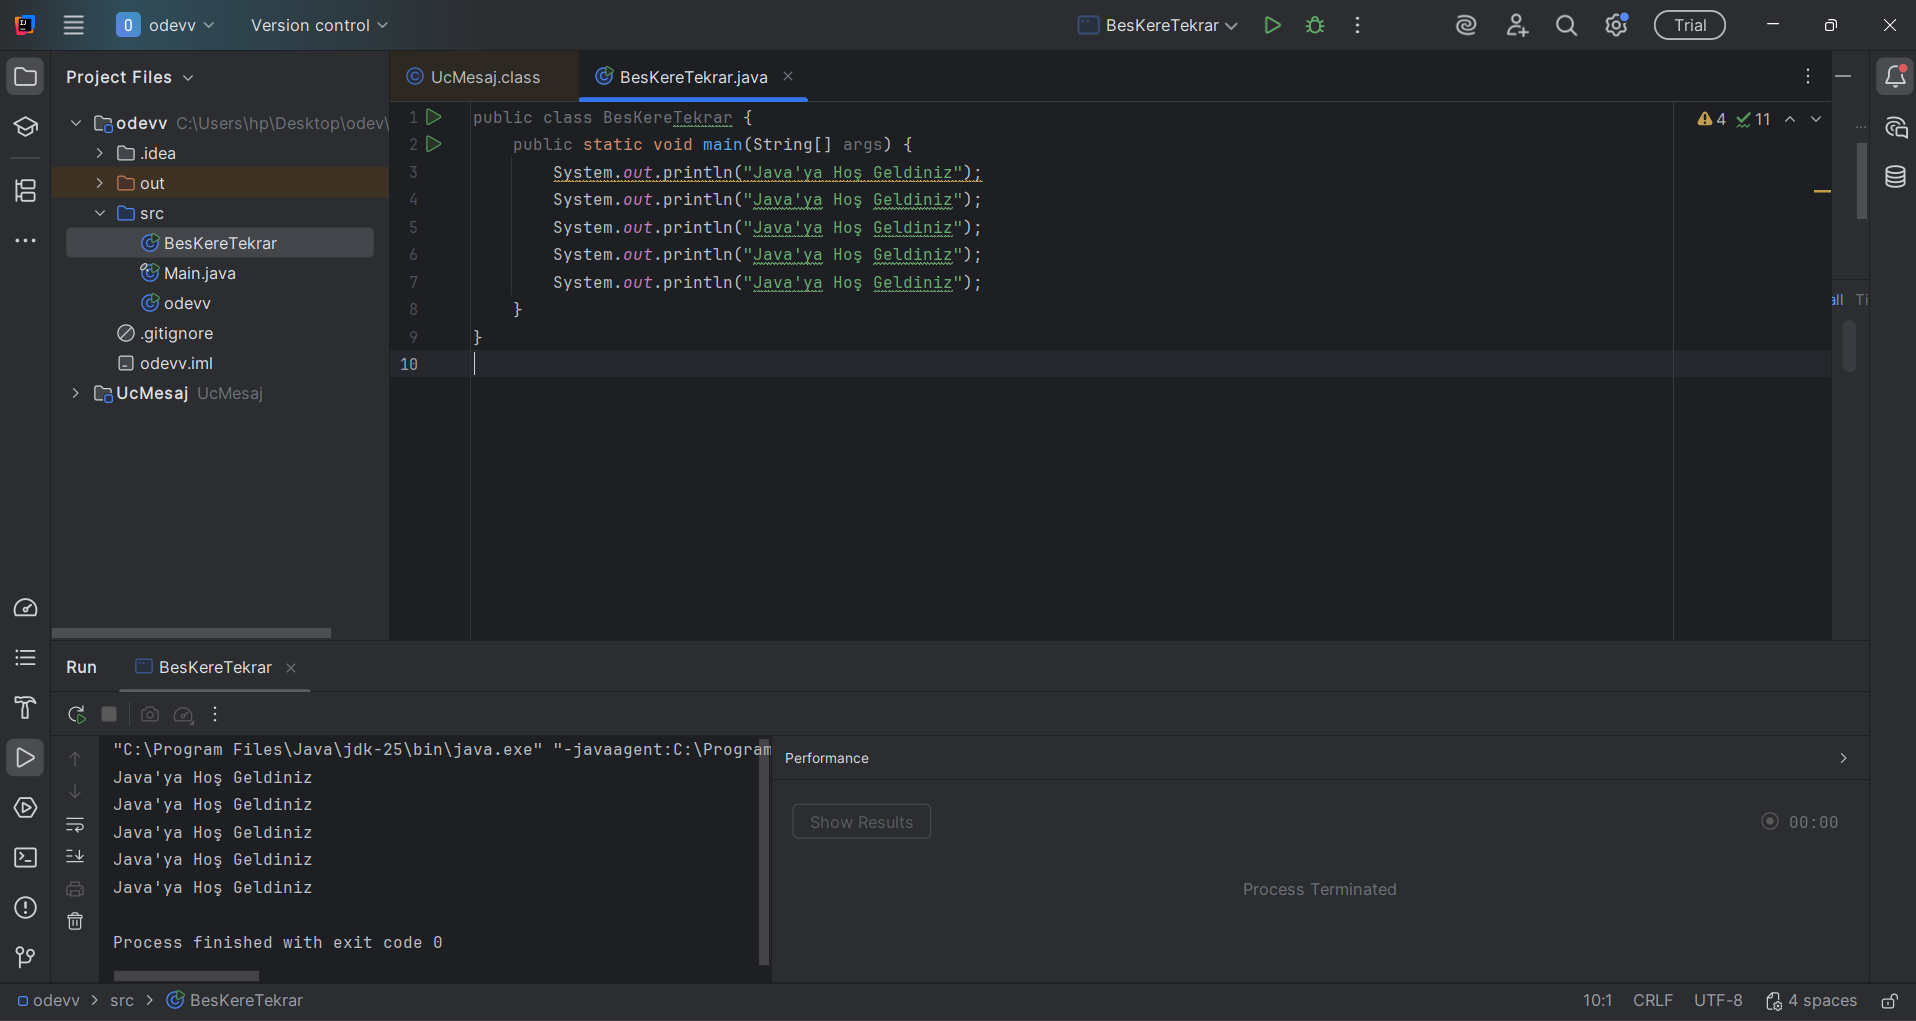 odevv
Version control
BesKereTekrar
Trial
Project Files
UcMesaj.class
BesKereTekrar.java
odevv C:\Users\hp\Desktop\odev\
.idea
out
src
BesKereTekrar
Main.java
odevv
.gitignore
odevv.iml
UcMesaj UcMesaj
1 public class BesKereTekrar {
2 public static void main(String[] args) {
3 System.out.println("Java'ya Hoş Geldiniz");
4 System.out.println("Java'ya Hoş Geldiniz");
5 System.out.println("Java'ya Hoş Geldiniz");
6 System.out.println("Java'ya Hoş Geldiniz");
7 System.out.println("Java'ya Hoş Geldiniz");
8 }
9 }
10
4 11
all Ti
Run
BesKereTekrar
"C:\Program Files\Java\jdk-25\bin\java.exe" "-javaagent:C:\Program
Java'ya Hoş Geldiniz
Java'ya Hoş Geldiniz
Java'ya Hoş Geldiniz
Java'ya Hoş Geldiniz
Java'ya Hoş Geldiniz
Process finished with exit code 0
Performance
Show Results
00:00
Process Terminated
odevv > src > BesKereTekrar
10:1 CRLF UTF-8 4 spaces